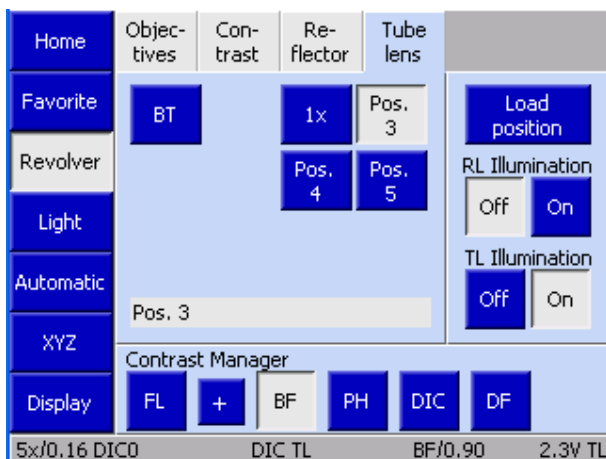 Home
Favorite
Revolver
Light
Automatic
XYZ
Display
Objec-
tives
Con-
trast
Re-
flector
Tube
lens
BT
1x
Pos.
3
Pos.
4
Pos.
5
Pos. 3
Load
position
RL Illumination
Off
On
TL Illumination
Off
On
Contrast Manager
FL
+
BF
PH
DIC
DF
5x/0.16 DIC0
DIC TL
BF/0.90
2.3V TL